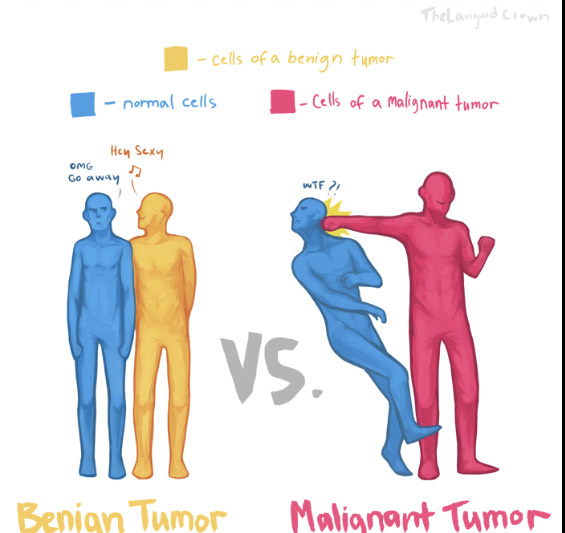 TheLanguid Clown
- Cells of a benign tumor
- normal cells
- Cells of a Malignant tumor
Hey Sexy
OMG
Go away
WTF ?!
VS.
Benign Tumor
Malignant Tumor